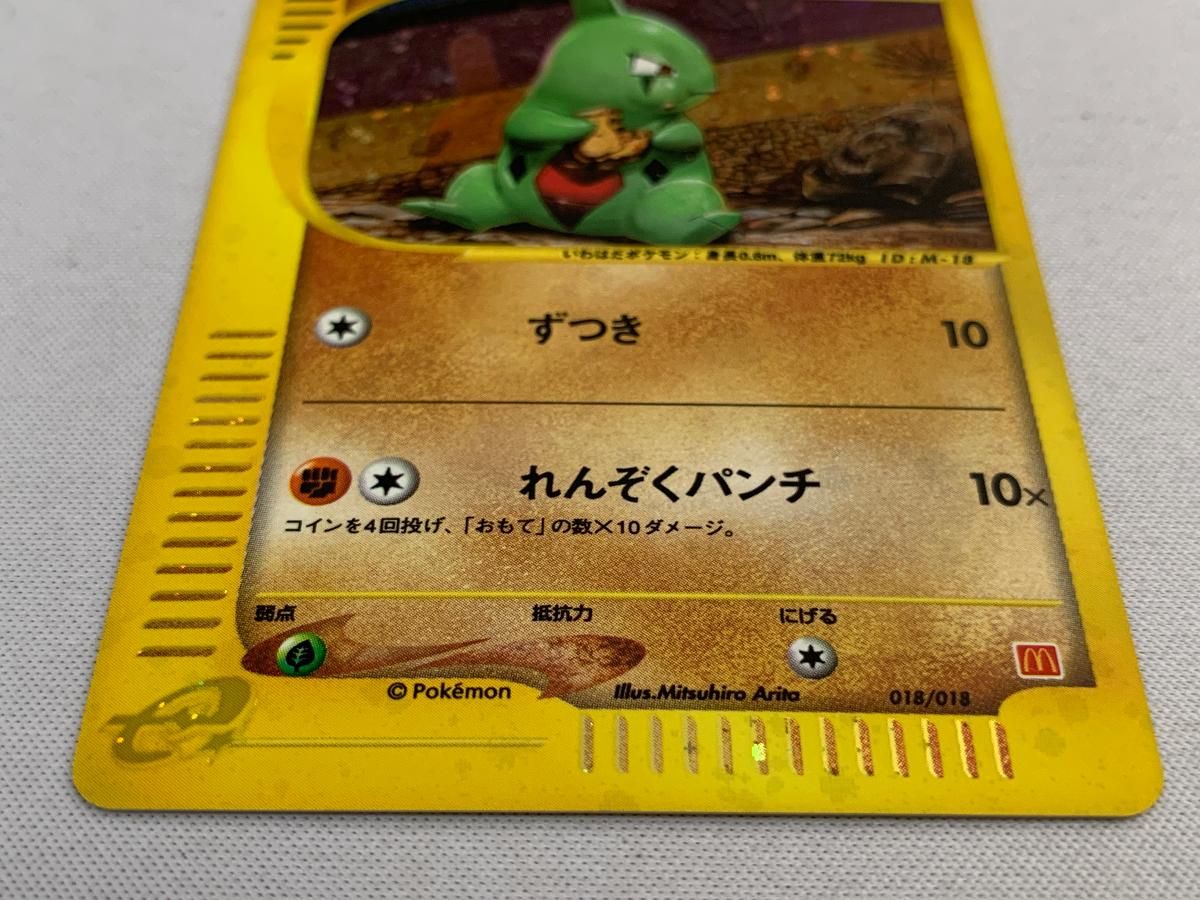 いわはだポケモン：身長0.6m、体重72kg ID：M-18
ずつき 10
れんぞくパンチ 10×
コインを4回投げ、「おもて」の数×10ダメージ。
弱点 抵抗力 にげる
© Pokémon Illus.Mitsuhiro Arita 018/018